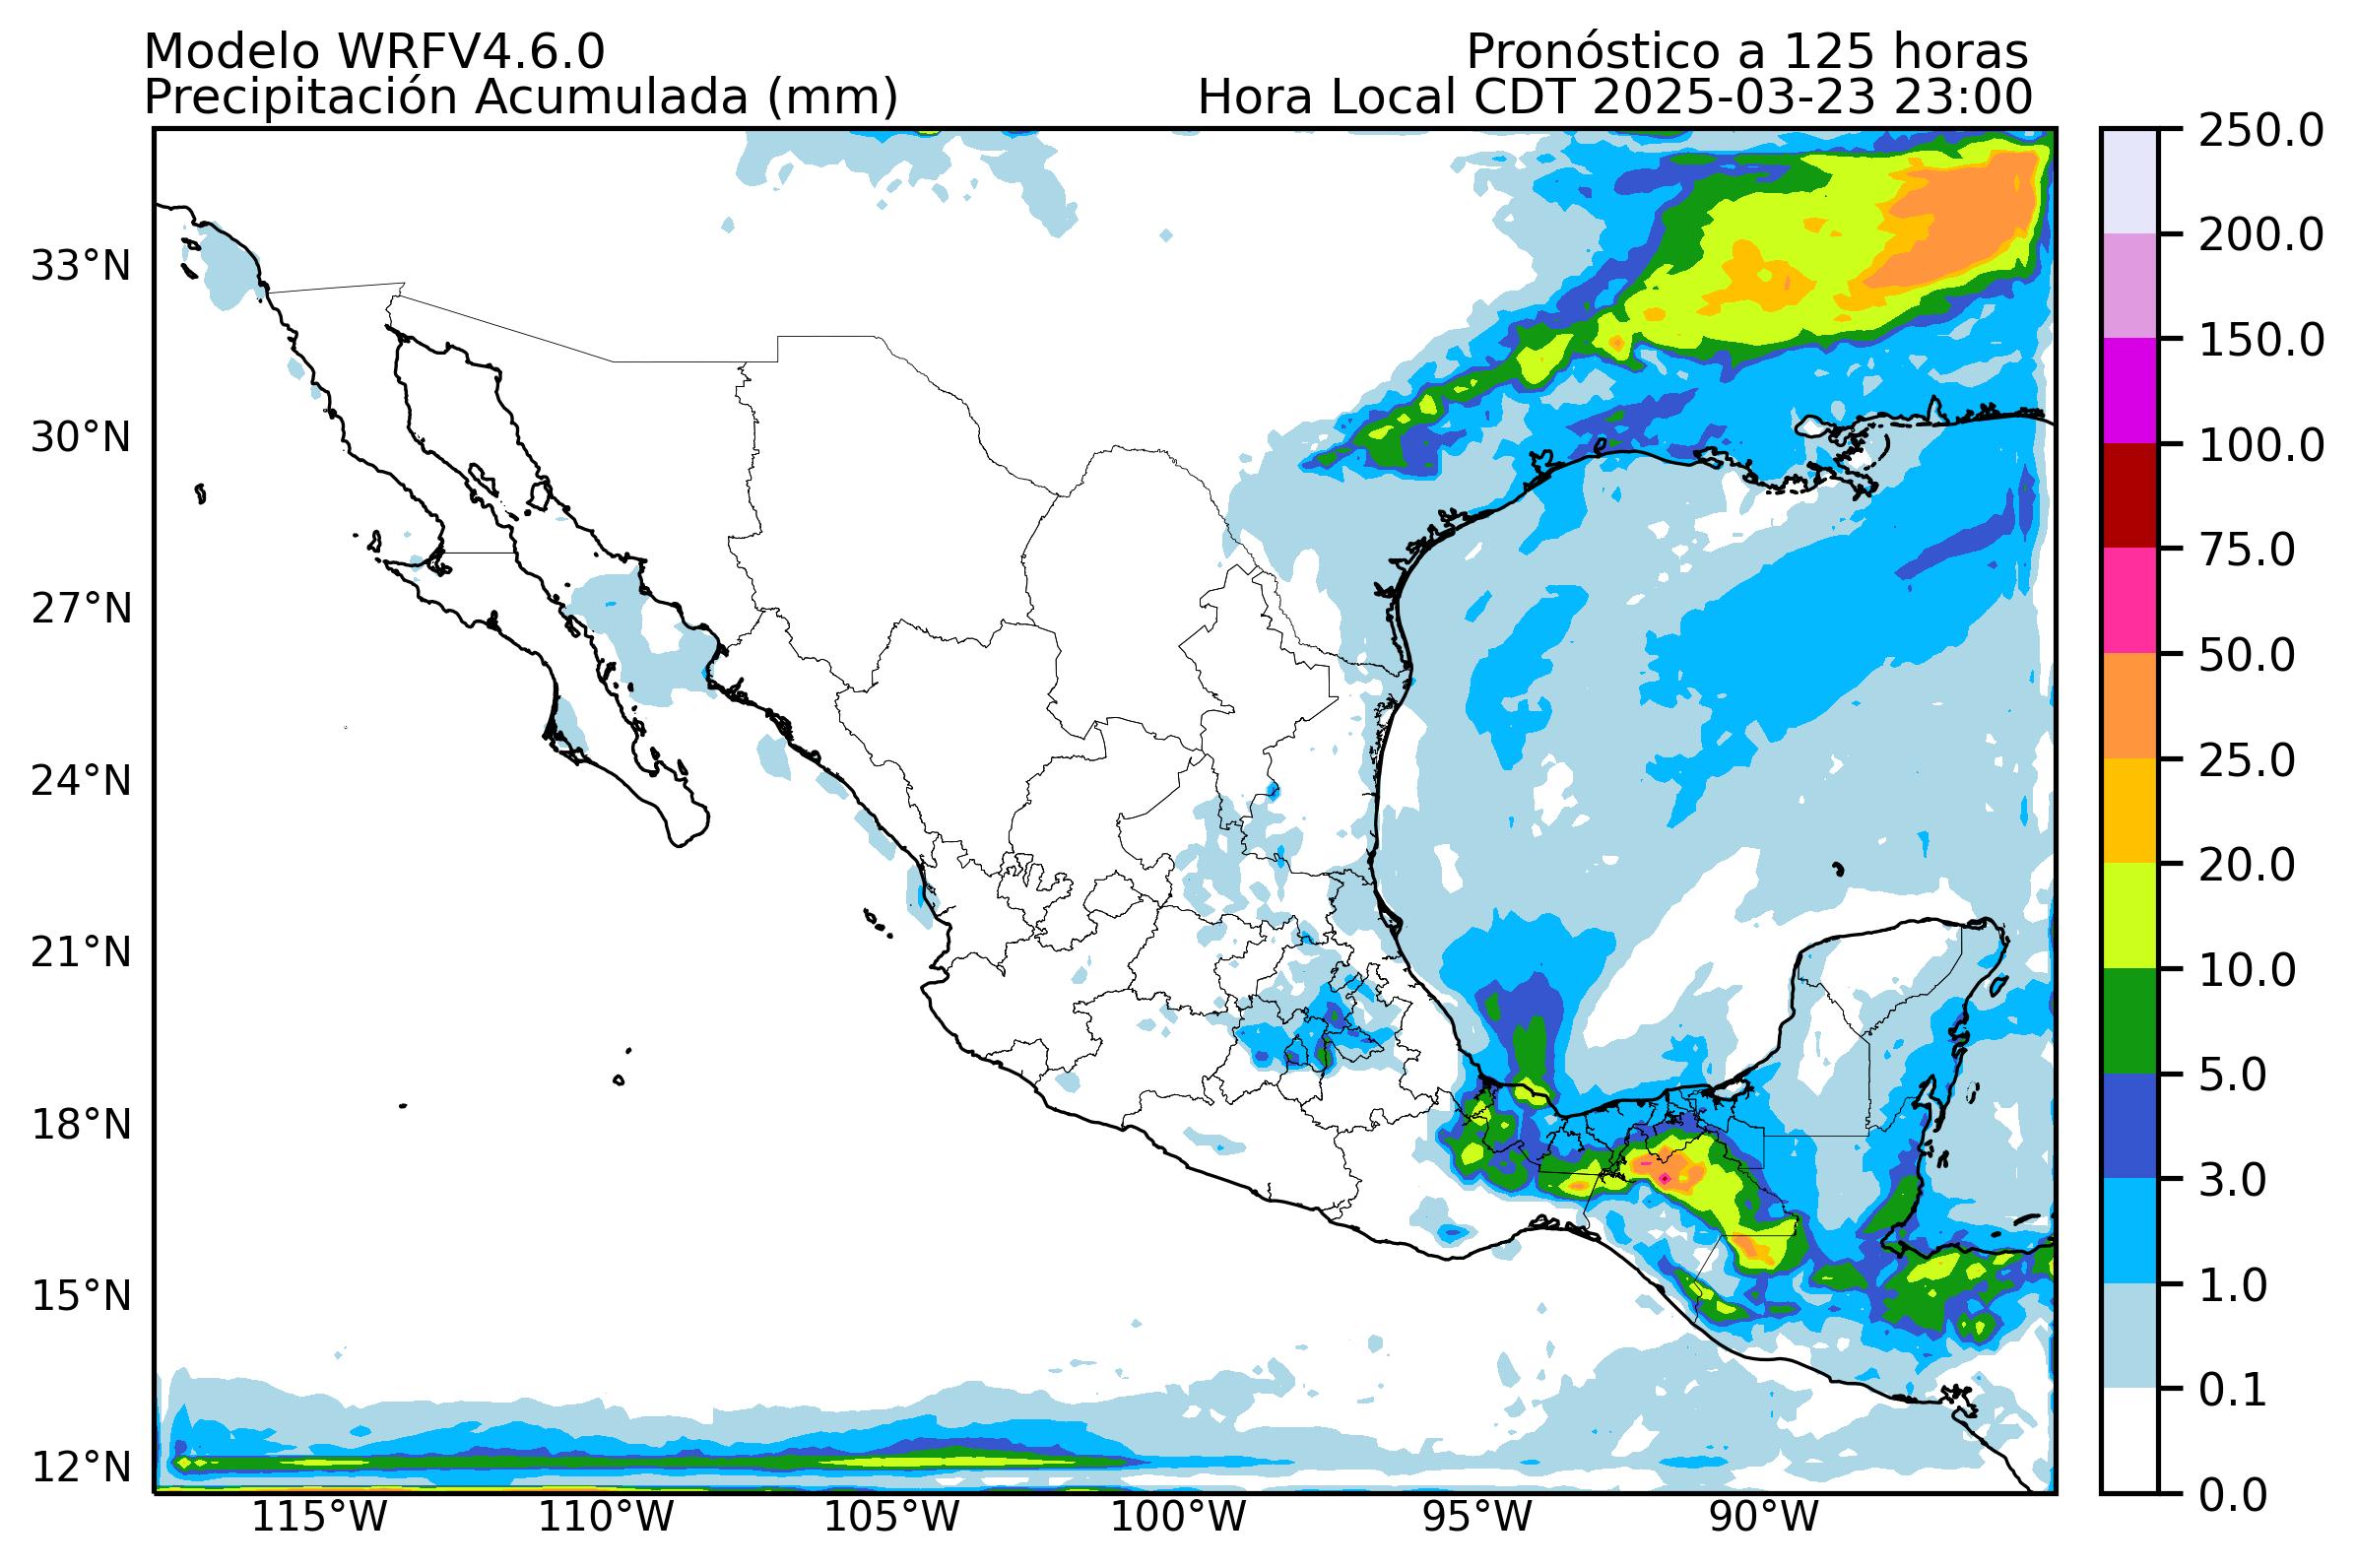 Modelo WRFV4.6.0
Pronóstico a 125 horas
Precipitación Acumulada (mm)
Hora Local CDT 2025-03-23 23:00
33°N
30°N
27°N
24°N
21°N
18°N
15°N
12°N
115°W
110°W
105°W
100°W
95°W
90°W
250.0
200.0
150.0
100.0
75.0
50.0
25.0
20.0
10.0
5.0
3.0
1.0
0.1
0.0